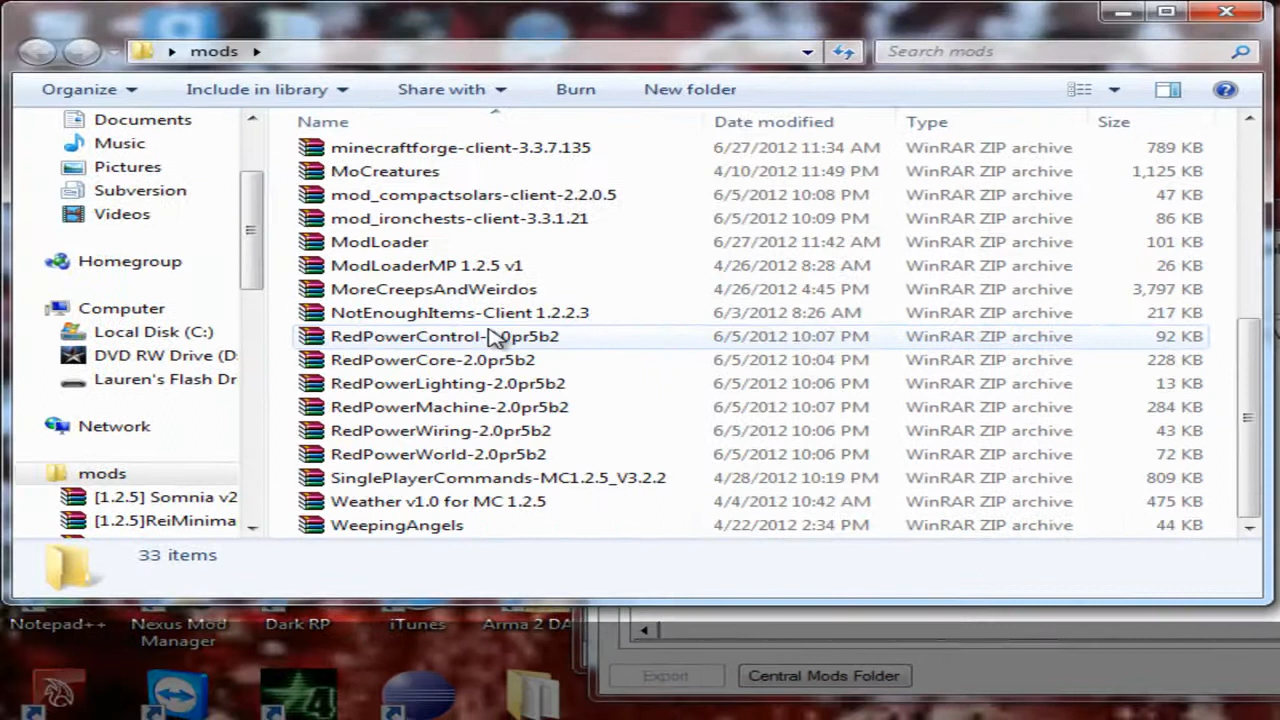 mods
Search mods
Organize Include in library Share with Burn New folder
Documents
Music
Pictures
Subversion
Videos
Homegroup
Computer
Local Disk (C:)
DVD RW Drive (D:
Lauren's Flash Dr
Network
mods
[1.2.5] Somnia v2
[1.2.5]ReiMinima
Name Date modified Type Size
minecraftforge-client-3.3.7.135 6/27/2012 11:34 AM WinRAR ZIP archive 789 KB
MoCreatures 4/10/2012 11:49 PM WinRAR ZIP archive 1,125 KB
mod_compactsolars-client-2.2.0.5 6/5/2012 10:08 PM WinRAR ZIP archive 47 KB
mod_ironchests-client-3.3.1.21 6/5/2012 10:09 PM WinRAR ZIP archive 86 KB
ModLoader 6/27/2012 11:42 AM WinRAR ZIP archive 101 KB
ModLoaderMP 1.2.5 v1 4/26/2012 8:28 AM WinRAR ZIP archive 26 KB
MoreCreepsAndWeirdos 4/26/2012 4:45 PM WinRAR ZIP archive 3,797 KB
NotEnoughItems-Client 1.2.2.3 6/3/2012 8:26 AM WinRAR ZIP archive 217 KB
RedPowerControl-2.0pr5b2 6/5/2012 10:07 PM WinRAR ZIP archive 92 KB
RedPowerCore-2.0pr5b2 6/5/2012 10:04 PM WinRAR ZIP archive 228 KB
RedPowerLighting-2.0pr5b2 6/5/2012 10:06 PM WinRAR ZIP archive 13 KB
RedPowerMachine-2.0pr5b2 6/5/2012 10:07 PM WinRAR ZIP archive 284 KB
RedPowerWiring-2.0pr5b2 6/5/2012 10:06 PM WinRAR ZIP archive 43 KB
RedPowerWorld-2.0pr5b2 6/5/2012 10:04 PM WinRAR ZIP archive 72 KB
SinglePlayerCommands-MC1.2.5_V3.2.2 4/28/2012 10:19 PM WinRAR ZIP archive 809 KB
Weather v1.0 for MC 1.2.5 4/4/2012 10:42 AM WinRAR ZIP archive 475 KB
WeepingAngels 4/22/2012 2:34 PM WinRAR ZIP archive 44 KB
33 items
Notepad++ Nexus Mod Manager Dark RP iTunes Arma 2 DA
Export Central Mods Folder